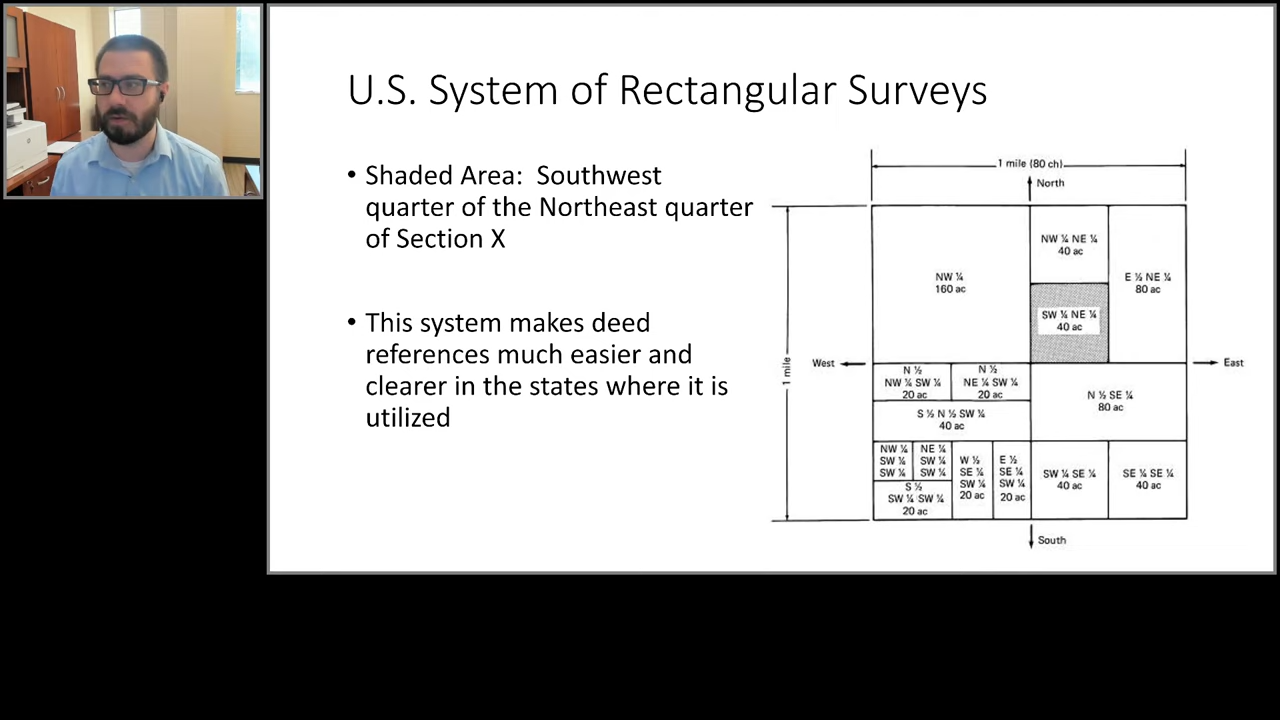 U.S. System of Rectangular Surveys
• Shaded Area: Southwest
quarter of the Northeast quarter
of Section X
• This system makes deed
references much easier and
clearer in the states where it is
utilized
1 mile (80 ch)
North
1 mile
West
East
South
NW ¼
160 ac
NW ¼ NE ¼
40 ac
E ½ NE ¼
80 ac
SW ¼ NE ¼
40 ac
N ½
NW ¼ SW ¼
20 ac
N ½
NE ¼ SW ¼
20 ac
S ½ N ½ SW ¼
40 ac
N ½ SE ¼
80 ac
NW ¼
SW ¼
SW ¼
NE ¼
SW ¼
SW ¼
S ½
SW ¼ SW ¼
20 ac
W ½
SE ¼
SW ¼
20 ac
E ½
SE ¼
SW ¼
20 ac
SW ¼ SE ¼
40 ac
SE ¼ SE ¼
40 ac